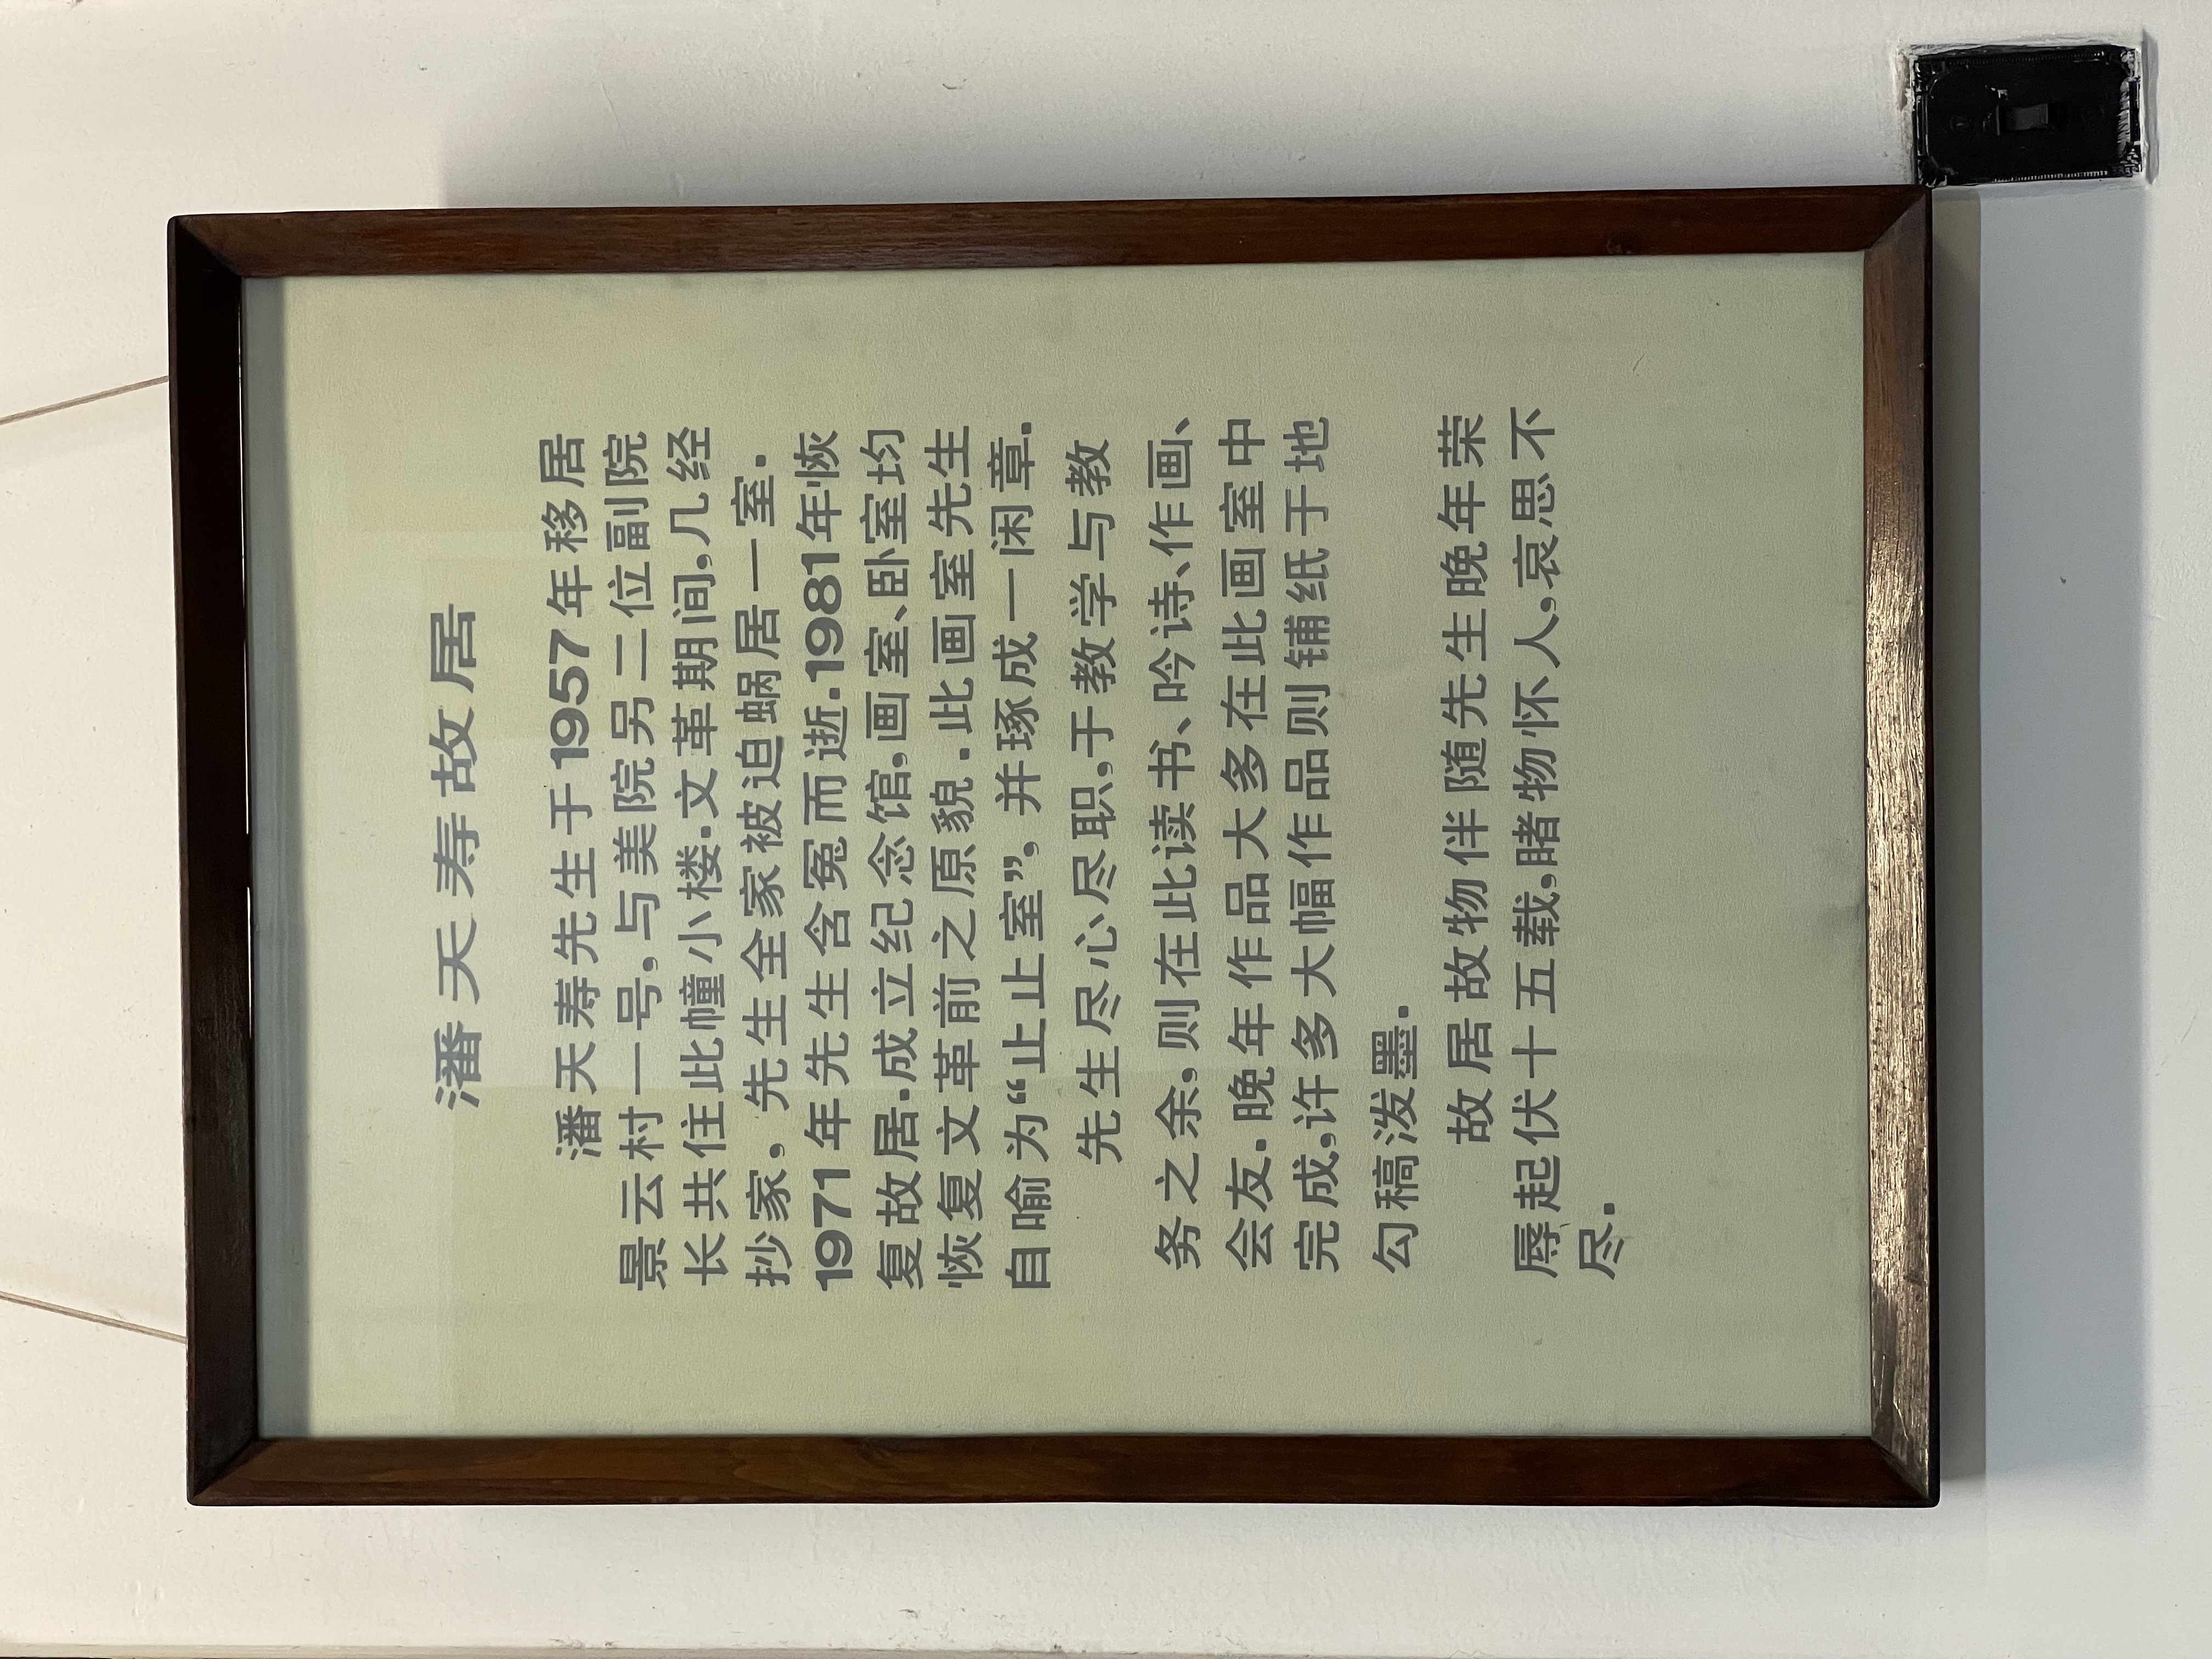 潘天寿故居
潘天寿先生于1957年移居
景云村一号，与美院另二位副院
长共住此幢小楼.文革期间，几经
抄家，先生全家被迫蜗居一室.
1971年先生含冤而逝.1981年恢
复故居.成立纪念馆，画室、卧室均
恢复文革前之原貌.此画室先生
自喻为“止止室”，并琢成一闲章.
先生尽心尽职，于教学与教
务之余，则在此读书、吟诗、作画、
会友.晚年作品大多在此画室中
完成，许多大幅作品则铺纸于地
勾稿泼墨.
故居故物伴随先生晚年荣
辱起伏十五载，睹物怀人，哀思不
尽.